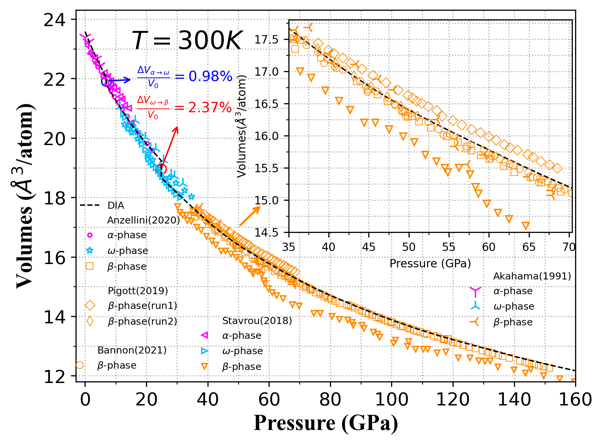 T = 300K
ΔVα→ω/V0 = 0.98%
ΔVω→β/V0 = 2.37%
Volumes (Å³/atom)
24
22
20
18
16
14
12
0 20 40 60 80 100 120 140 160
Pressure (GPa)
Volumes(Å³/atom)
17.5
17.0
16.5
16.0
15.5
15.0
14.5
35 40 45 50 55 60 65 70
Pressure (GPa)
DIA
Anzellini(2020)
α-phase
ω-phase
β-phase
Pigott(2019)
β-phase(run1)
β-phase(run2)
Bannon(2021)
β-phase
Stavrou(2018)
α-phase
ω-phase
β-phase
Akahama(1991)
α-phase
ω-phase
β-phase